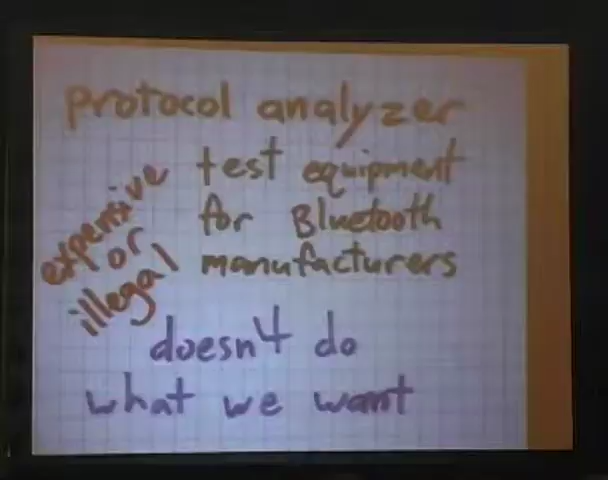 protocol analyzer
test equipment
for Bluetooth
manufacturers
expensive
or
illegal
doesn't do
what we want